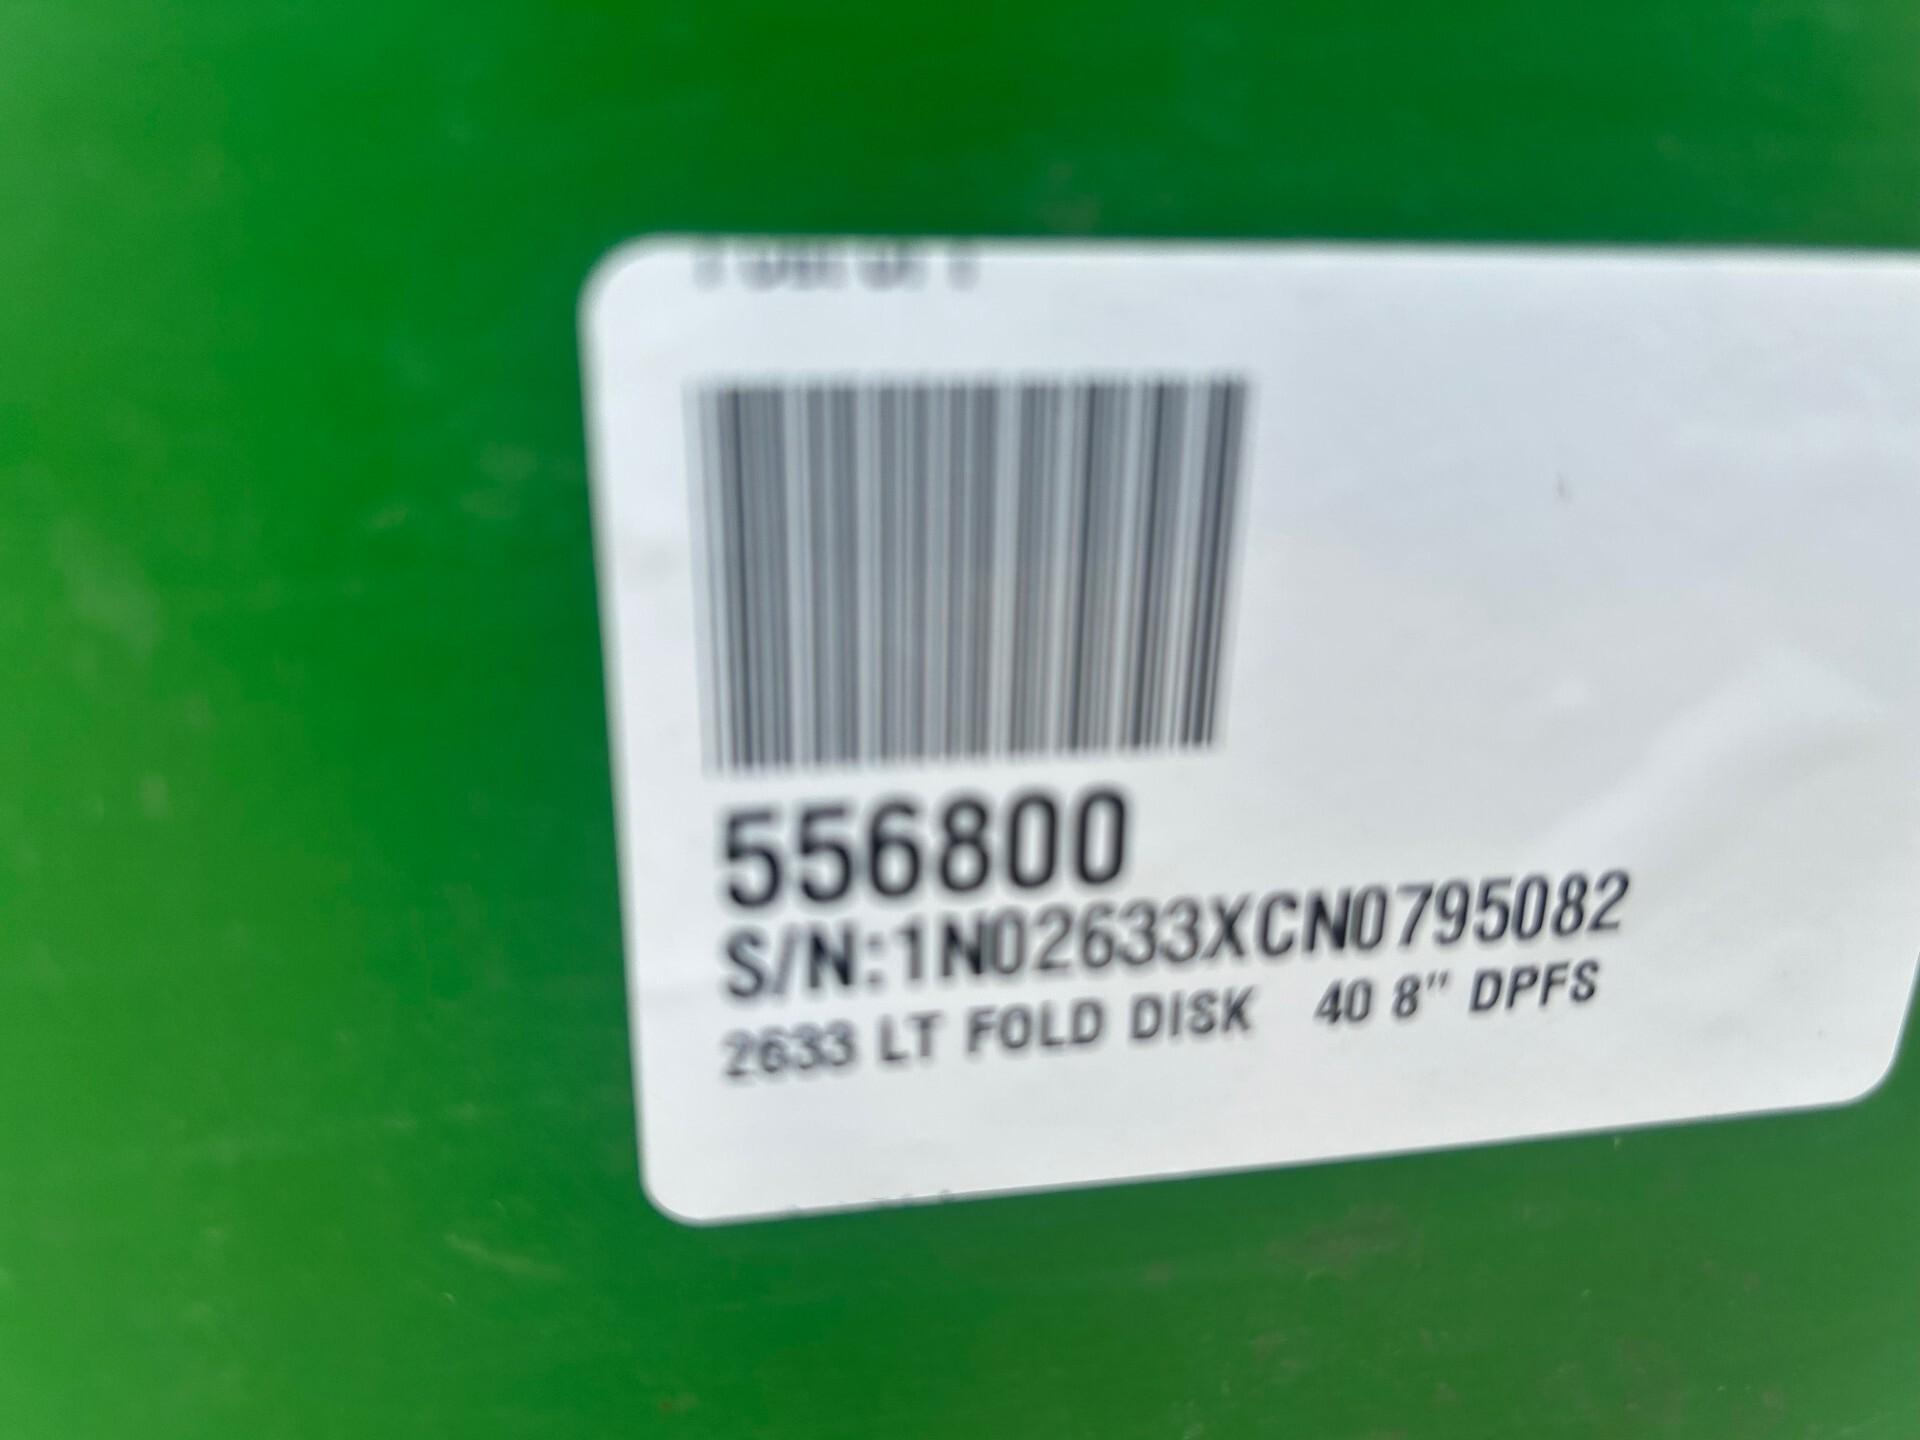 556800
S/N:1N02633XCN0795082
2633 LT FOLD DISK 40 8" DPFS